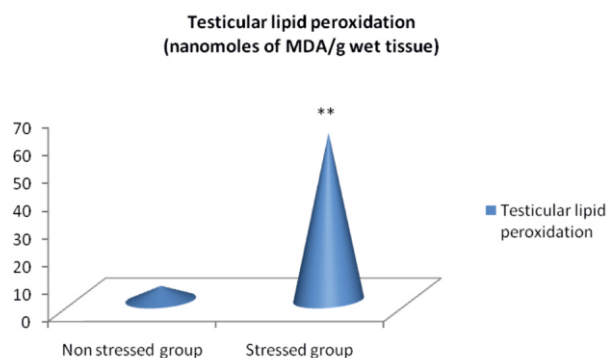 Testicular lipid peroxidation
(nanomoles of MDA/g wet tissue)
**
70
60
50
40
30
20
10
0
Non stressed group
Stressed group
Testicular lipid
peroxidation